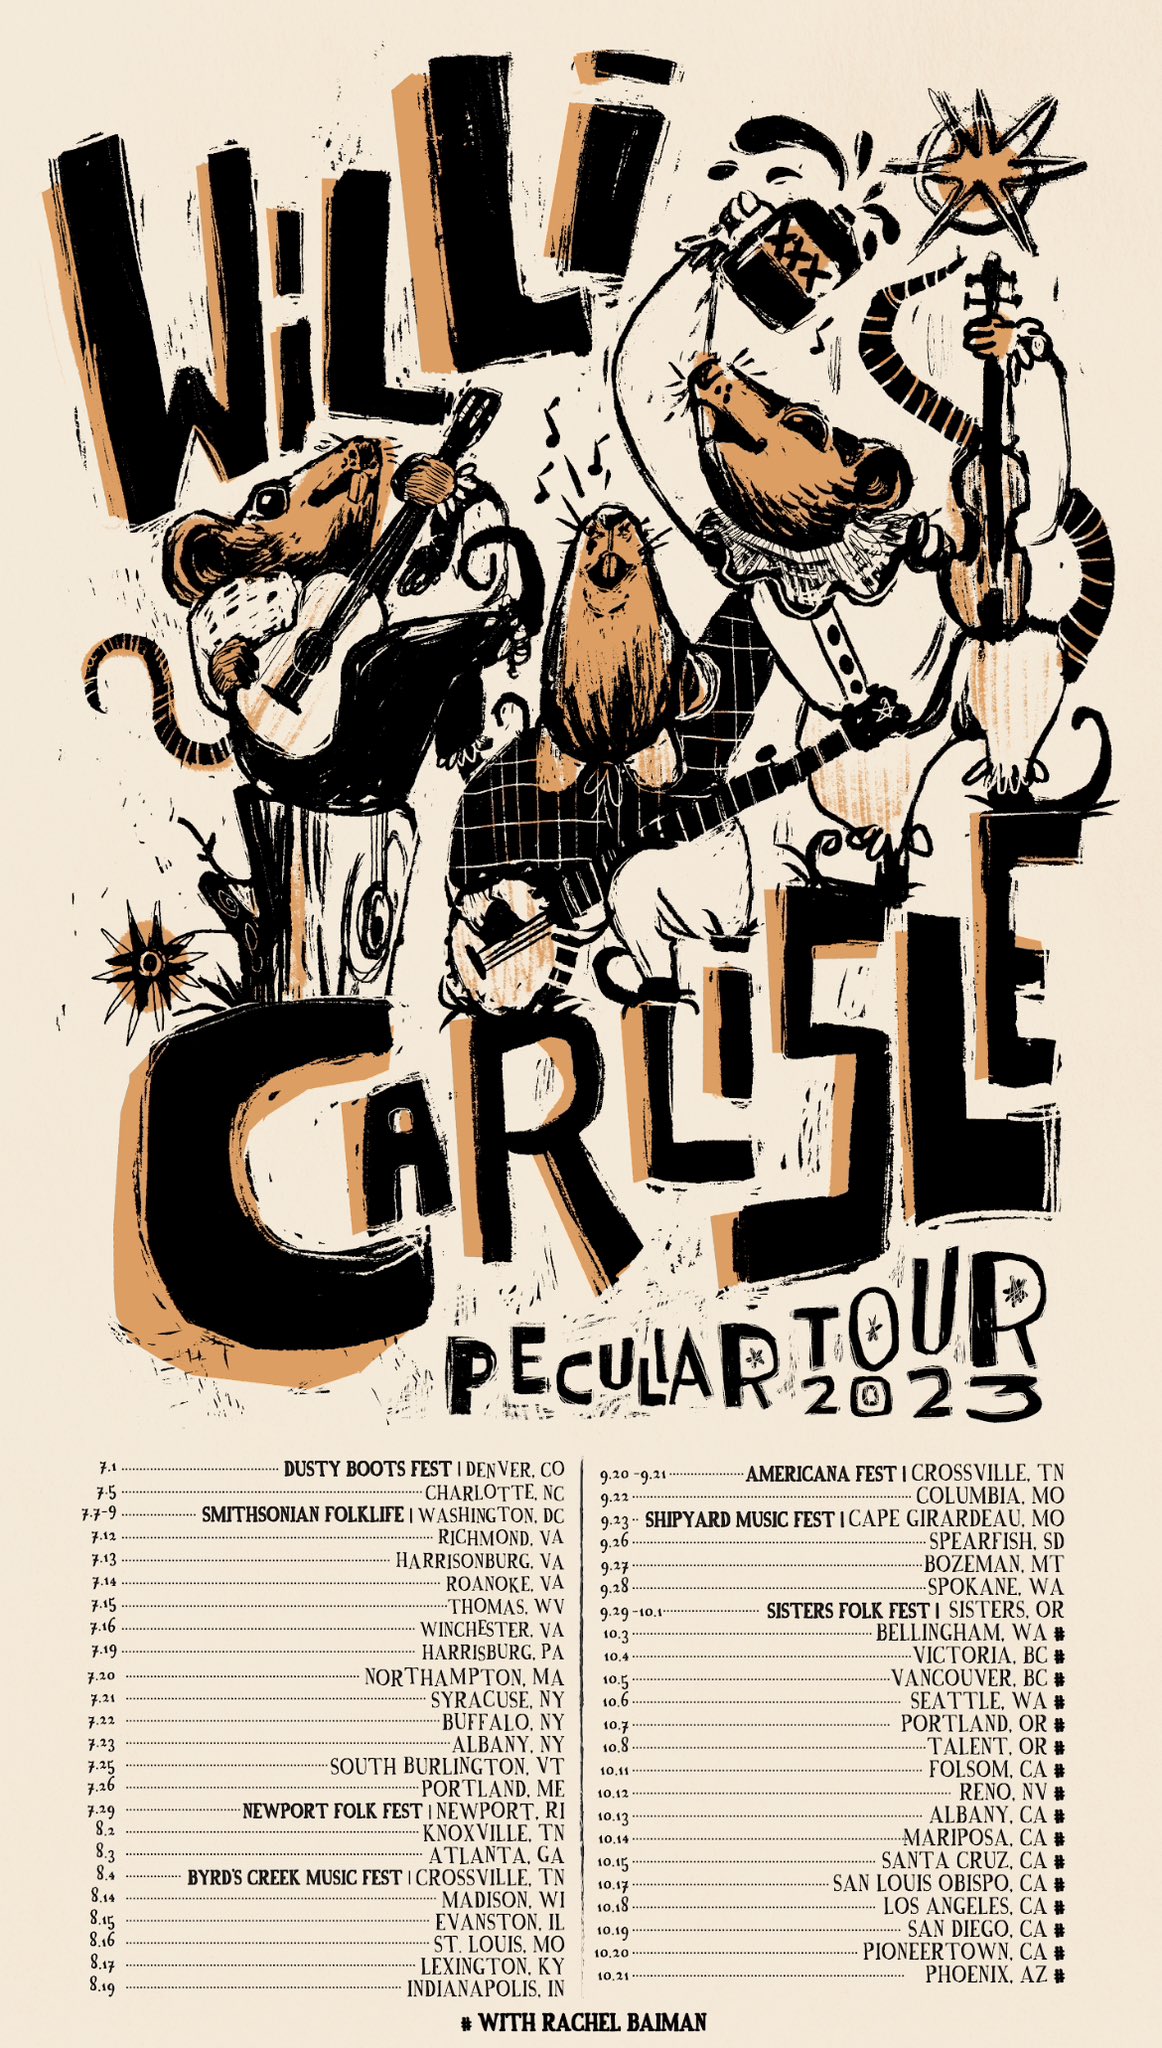 WiLLi
XXX
CARLiSLE
PECULiAR TOUR
2023
7.1 DUSTY BOOTS FEST | DENVER, CO
7.5 CHARLOTTE, NC
7.7-9 SMITHSONIAN FOLKLIFE | WASHINGTON, DC
7.12 RICHMOND, VA
7.13 HARRISONBURG, VA
7.14 ROANOKE, VA
7.15 THOMAS, WV
7.16 WINCHESTER, VA
7.19 HARRISBURG, PA
7.20 NORTHAMPTON, MA
7.21 SYRACUSE, NY
7.22 BUFFALO, NY
7.23 ALBANY, NY
7.25 SOUTH BURLINGTON, VT
7.26 PORTLAND, ME
7.29 NEWPORT FOLK FEST | NEWPORT, RI
8.2 KNOXVILLE, TN
8.3 ATLANTA, GA
8.4 BYRD'S CREEK MUSIC FEST | CROSSVILLE, TN
8.14 MADISON, WI
8.15 EVANSTON, IL
8.16 ST. LOUIS, MO
8.17 LEXINGTON, KY
8.19 INDIANAPOLIS, IN
9.20 -9.21 AMERICANA FEST | CROSSVILLE, TN
9.22 COLUMBIA, MO
9.23 SHIPYARD MUSIC FEST | CAPE GIRARDEAU, MO
9.26 SPEARFISH, SD
9.27 BOZEMAN, MT
9.28 SPOKANE, WA
9.29 -10.1 SISTERS FOLK FEST | SISTERS, OR
10.3 BELLINGHAM, WA #
10.4 VICTORIA, BC #
10.5 VANCOUVER, BC #
10.6 SEATTLE, WA #
10.7 PORTLAND, OR #
10.8 TALENT, OR #
10.11 FOLSOM, CA #
10.12 RENO, NV #
10.13 ALBANY, CA #
10.14 MARIPOSA, CA #
10.15 SANTA CRUZ, CA #
10.17 SAN LOUIS OBISPO, CA #
10.18 LOS ANGELES, CA #
10.19 SAN DIEGO, CA #
10.20 PIONEERTOWN, CA #
10.21 PHOENIX, AZ #
# WITH RACHEL BAIMAN